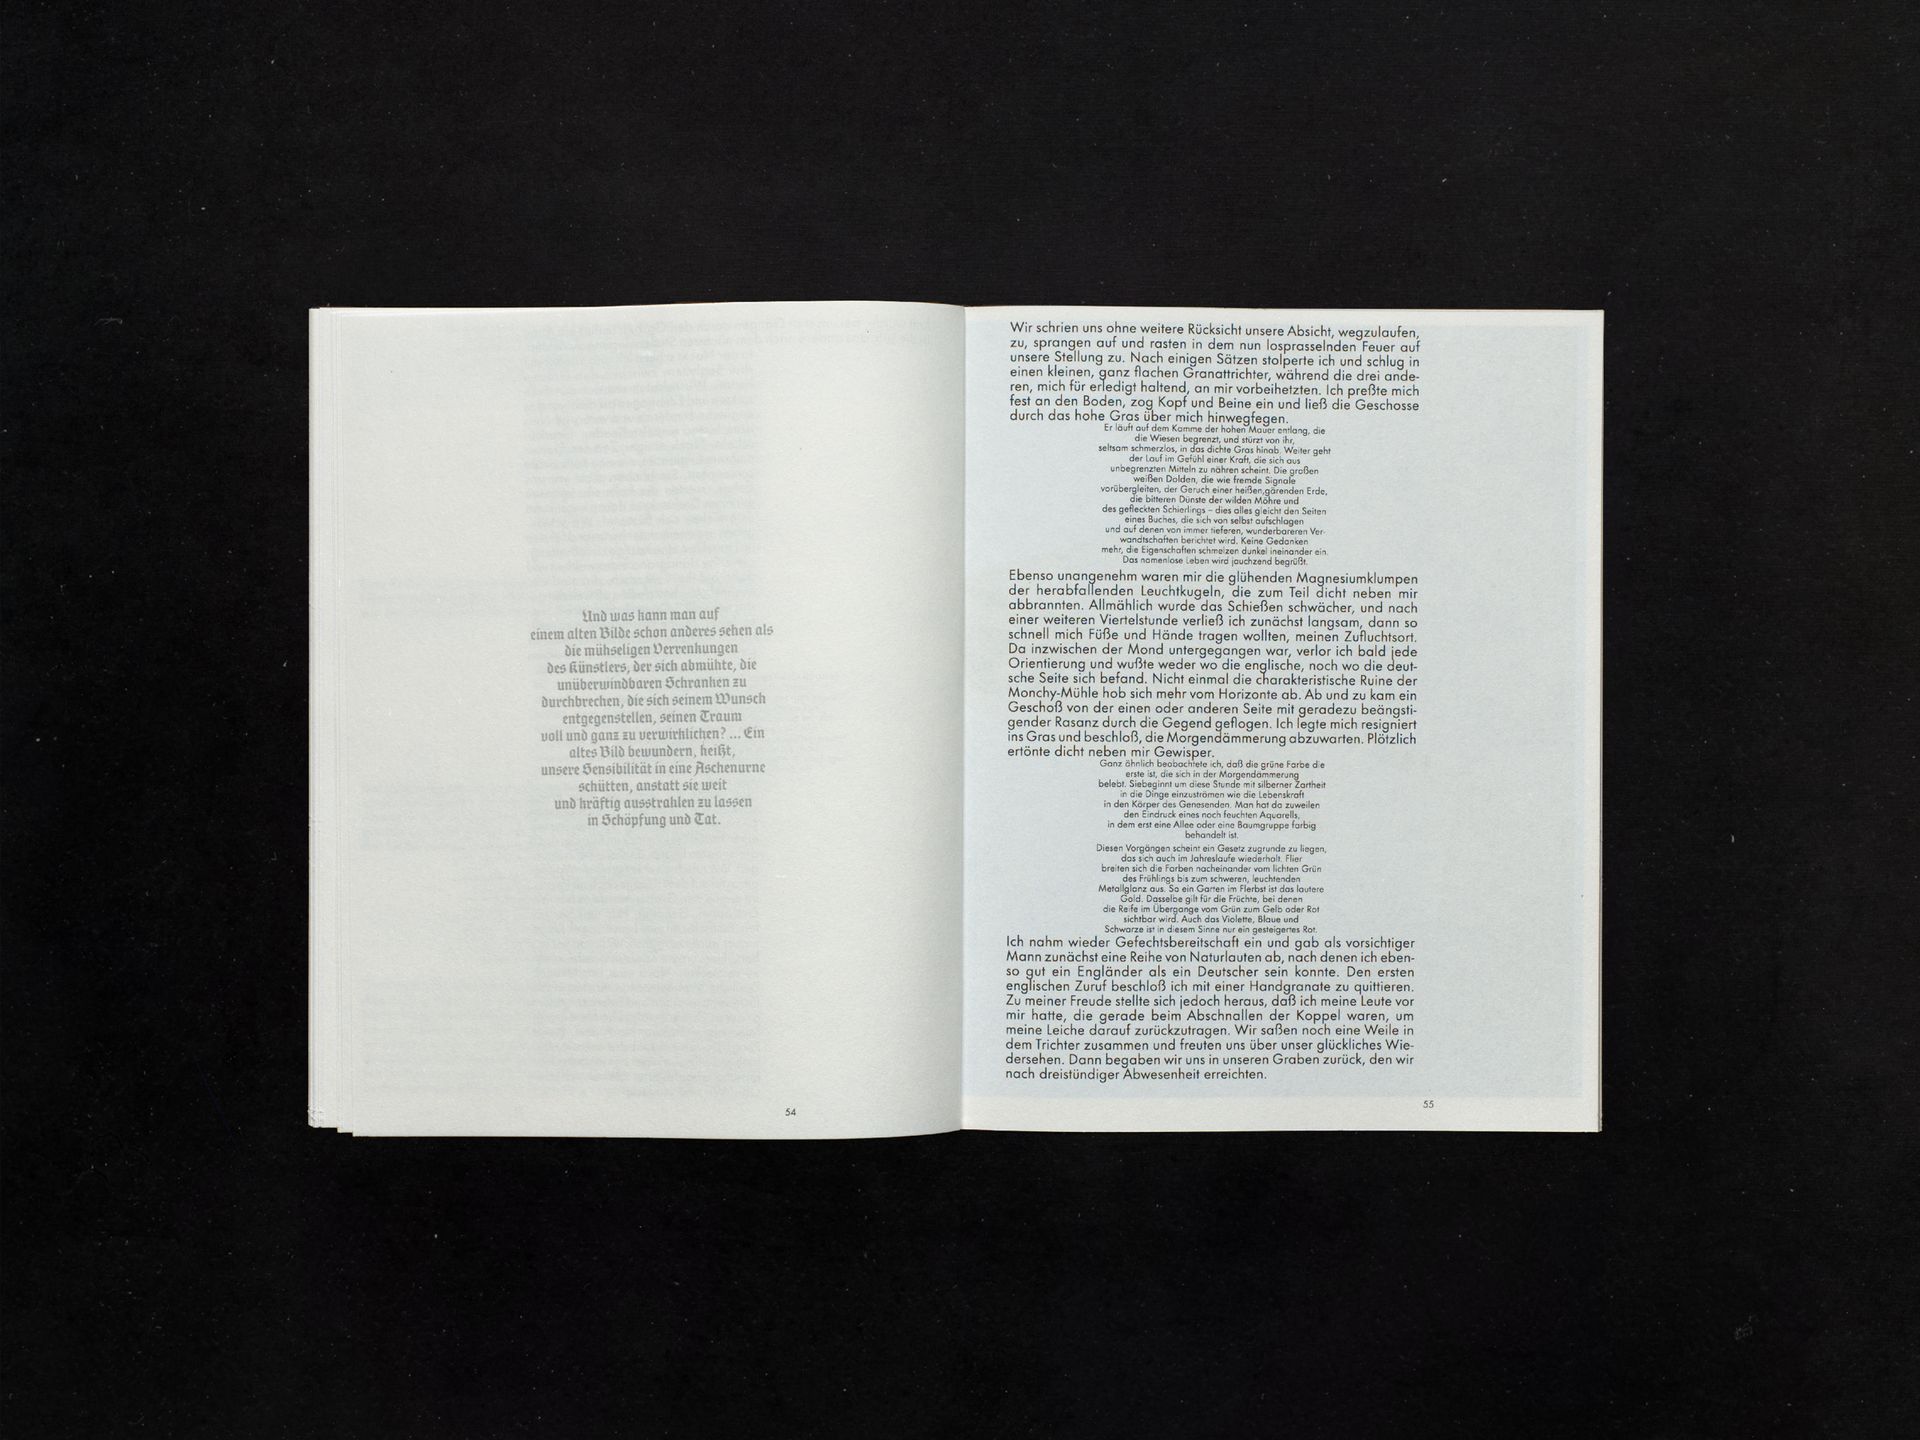 Und was kann man auf
einem alten Bilde schon anderes sehen als
die mühseligen Verrenkungen
des Künstlers, der sich abmühte, die
unüberwindbaren Schranken zu
durchbrechen, die sich seinem Wunsch
entgegenstellen, seinen Traum
voll und ganz zu verwirklichen? ... Ein
altes Bild bewundern, heißt,
unsere Sensibilität in eine Aschenurne
schütten, anstatt sie weit
und kräftig ausstrahlen zu lassen
in Schöpfung und Tat.
54
Wir schrien uns ohne weitere Rücksicht unsere Absicht, wegzulaufen,
zu, sprangen auf und rasten in dem nun losprasselnden Feuer auf
unsere Stellung zu. Nach einigen Sätzen stolperte ich und schlug in
einen kleinen, ganz flachen Granattrichter, während die drei ande-
ren, mich für erledigt haltend, an mir vorbeihetzten. Ich preßte mich
fest an den Boden, zog Kopf und Beine ein und ließ die Geschosse
durch das hohe Gras über mich hinwegfegen.
Er läuft auf dem Kamme der hohen Mauer entlang, die
die Wiesen begrenzt, und stürzt von ihr,
seltsam schmerzlos, in das dichte Gras hinab. Weiter geht
der Lauf im Gefühl einer Kraft, die sich aus
unbegrenzten Mitteln zu nähren scheint. Die großen
weißen Dolden, die wie fremde Signale
vorübergleiten, der Geruch einer heißen,gärenden Erde,
die bitteren Dünste der wilden Möhre und
des gefleckten Schierlings – dies alles gleicht den Seiten
eines Buches, die sich von selbst aufschlagen
und auf denen von immer tieferen, wunderbareren Ver-
wandtschaften berichtet wird. Keine Gedanken
mehr, die Eigenschaften schmelzen dunkel ineinander ein.
Das namenlose Leben wird jauchzend begrüßt.
Ebenso unangenehm waren mir die glühenden Magnesiumklumpen
der herabfallenden Leuchtkugeln, die zum Teil dicht neben mir
abbrannten. Allmählich wurde das Schießen schwächer, und nach
einer weiteren Viertelstunde verließ ich zunächst langsam, dann so
schnell mich Füße und Hände tragen wollten, meinen Zufluchtsort.
Da inzwischen der Mond untergegangen war, verlor ich bald jede
Orientierung und wußte weder wo die englische, noch wo die deut-
sche Seite sich befand. Nicht einmal die charakteristische Ruine der
Monchy-Mühle hob sich mehr vom Horizonte ab. Ab und zu kam ein
Geschoß von der einen oder anderen Seite mit geradezu beängsti-
gender Rasanz durch die Gegend geflogen. Ich legte mich resigniert
ins Gras und beschloß, die Morgendämmerung abzuwarten. Plötzlich
ertönte dicht neben mir Gewisper.
Ganz ähnlich beobachtete ich, daß die grüne Farbe die
erste ist, die sich in der Morgendämmerung
belebt. Siebeginnt um diese Stunde mit silberner Zartheit
in die Dinge einzuströmen wie die Lebenskraft
in den Körper des Genesenden. Man hat da zuweilen
den Eindruck eines noch feuchten Aquarells,
in dem erst eine Allee oder eine Baumgruppe farbig
behandelt ist.
Diesen Vorgängen scheint ein Gesetz zugrunde zu liegen,
das sich auch im Jahreslaufe wiederholt. Flier
breiten sich die Farben nacheinander vom lichten Grün
des Frühlings bis zum schweren, leuchtenden
Metallglanz aus. So ein Garten im Flerbst ist das lautere
Gold. Dasselbe gilt für die Früchte, bei denen
die Reife im Übergange vom Grün zum Gelb oder Rot
sichtbar wird. Auch das Violette, Blaue und
Schwarze ist in diesem Sinne nur ein gesteigertes Rot.
Ich nahm wieder Gefechtsbereitschaft ein und gab als vorsichtiger
Mann zunächst eine Reihe von Naturlauten ab, nach denen ich eben-
so gut ein Engländer als ein Deutscher sein konnte. Den ersten
englischen Zuruf beschloß ich mit einer Handgranate zu quittieren.
Zu meiner Freude stellte sich jedoch heraus, daß ich meine Leute vor
mir hatte, die gerade beim Abschnallen der Koppel waren, um
meine Leiche darauf zurückzutragen. Wir saßen noch eine Weile in
dem Trichter zusammen und freuten uns über unser glückliches Wie-
dersehen. Dann begaben wir uns in unseren Graben zurück, den wir
nach dreistündiger Abwesenheit erreichten.
55